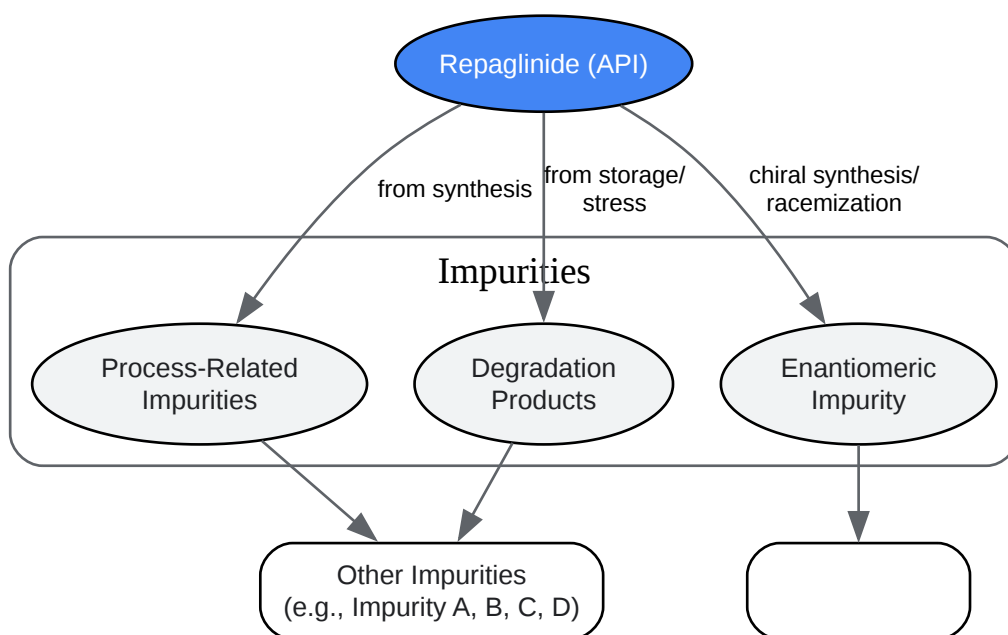 Repaglinide (API)
from synthesis
from storage/
stress
chiral synthesis/
racemization
Impurities
Process-Related
Impurities
Degradation
Products
Enantiomeric
Impurity
Other Impurities
(e.g., Impurity A, B, C, D)